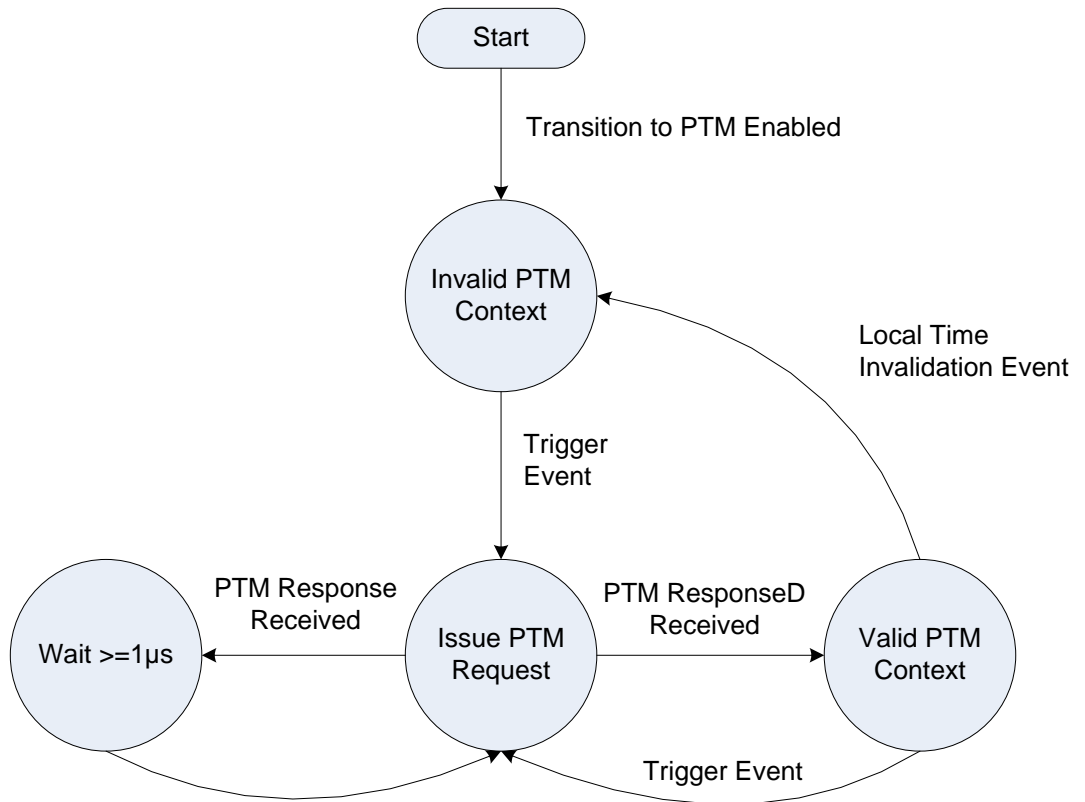 Start
Transition to PTM Enabled
Invalid PTM
Context
Local Time
Invalidation Event
Trigger
Event
PTM Response
Received
PTM ResponseD
Received
Wait >=1µs
Issue PTM
Request
Valid PTM
Context
Trigger Event